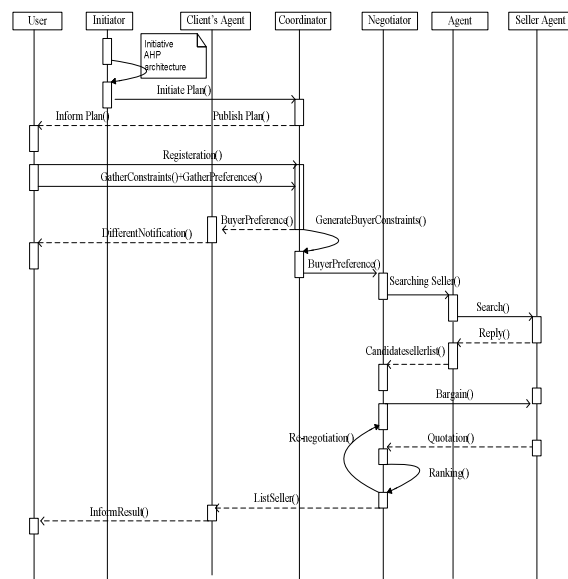 User
Initiator
Client's Agent
Coordinator
Negotiator
Agent
Seller Agent
Initiative
AHP
architecture
Initiate Plan()
Inform Plan()
Publish Plan()
Registeration()
GatherConstraints()+GatherPreferences()
BuyerPreference()
GenerateBuyerConstraints()
DifferentNotification()
BuyerPreference()
Searching Seller()
Search()
Reply()
Candidatesellerlist()
Bargain()
Re-negotiation()
Quotation()
Ranking()
ListSeller()
InformResult()